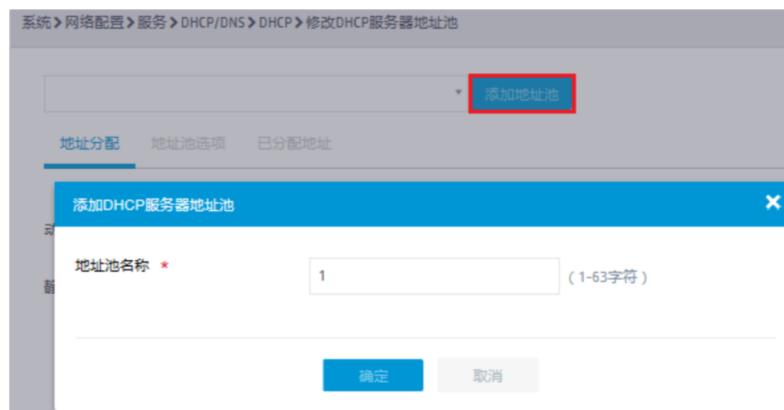 系统>网络配置>服务>DHCP/DNS>DHCP>修改DHCP服务器地址池
添加地址池
地址分配 地址池选项 已分配地址
添加DHCP服务器地址池 ×
动
地址池名称 * 1 (1-63字符)
确定 取消